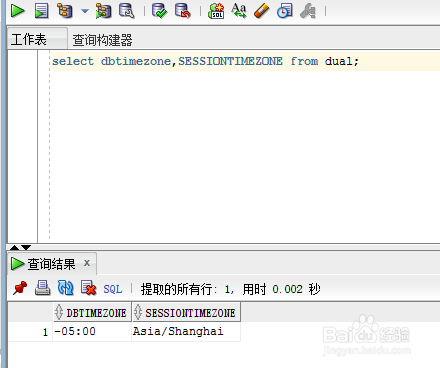 工作表 查询构建器
select dbtimezone,SESSIONTIMEZONE from dual;
查询结果 x
SQL | 提取的所有行: 1, 用时 0.002 秒
DBTIMEZONE SESSIONTIMEZONE
1 -05:00 Asia/Shanghai
Baidu 经验
jingyan.baidu.com